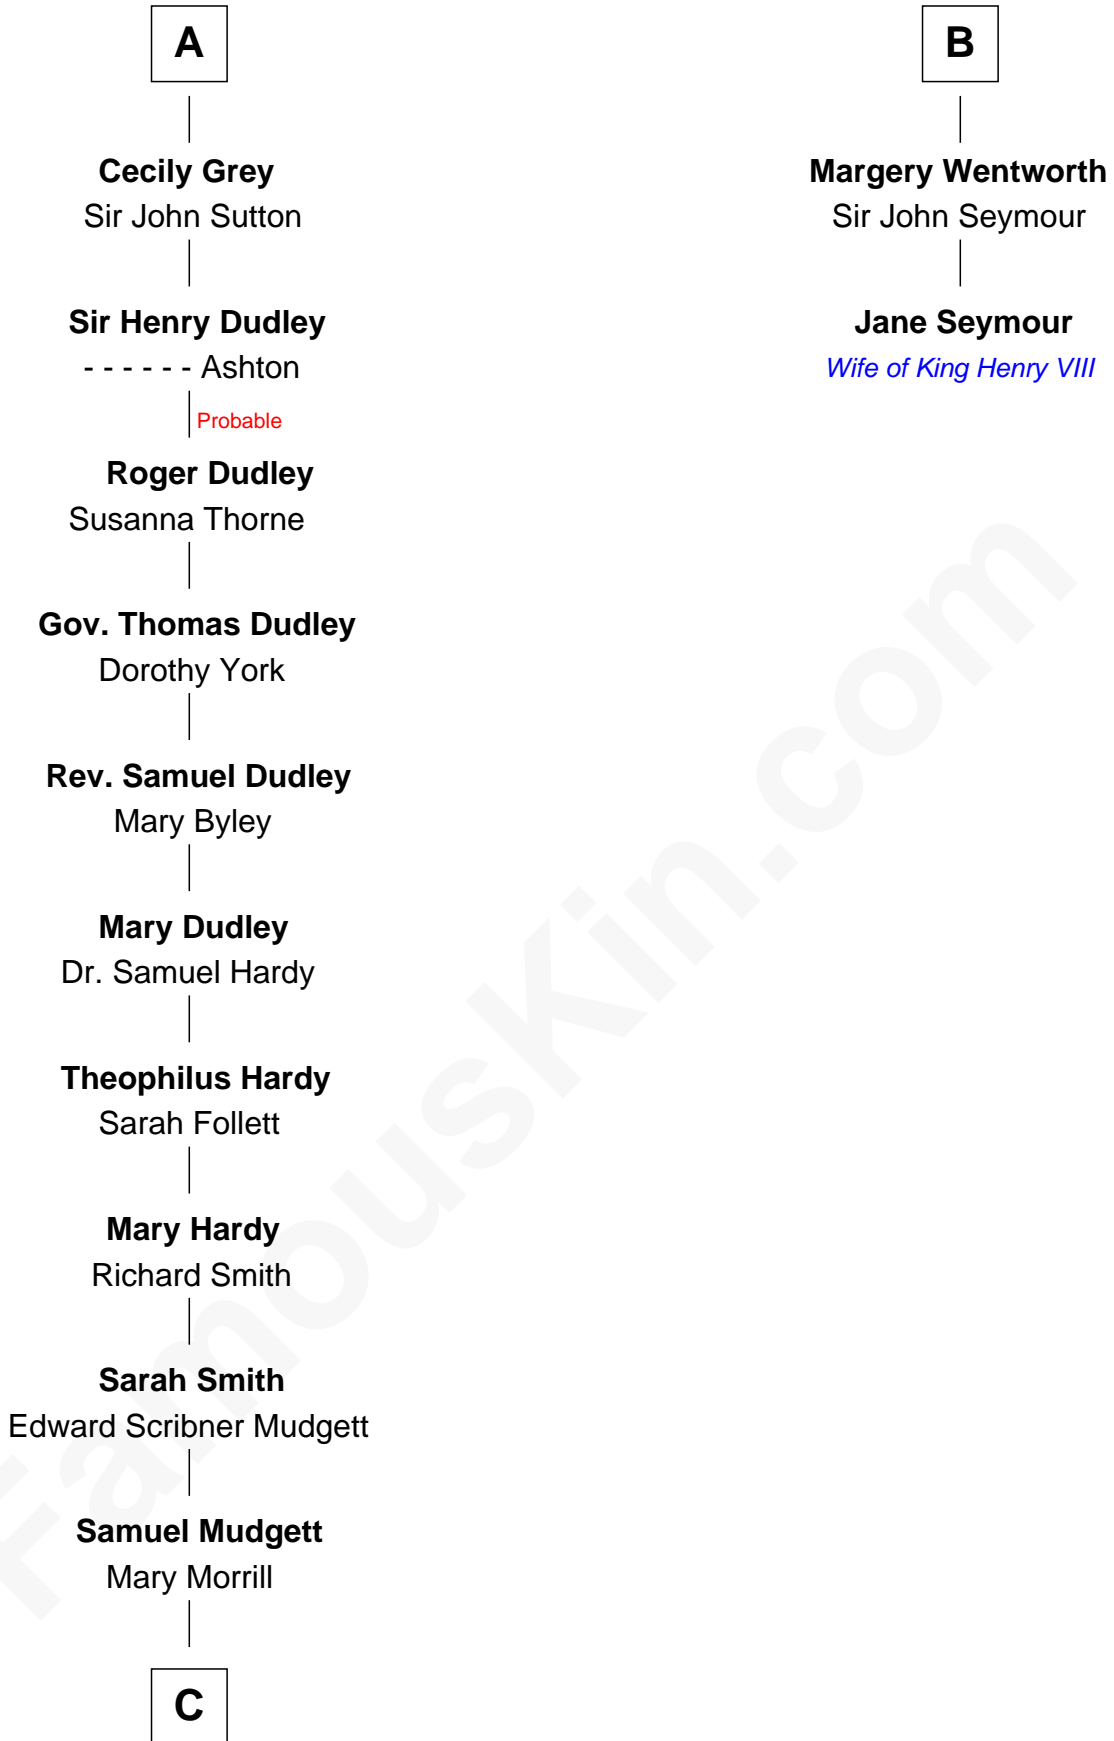 A
Cecily Grey
Sir John Sutton
Sir Henry Dudley
- - - - - - Ashton
Probable
Roger Dudley
Susanna Thorne
Gov. Thomas Dudley
Dorothy York
Rev. Samuel Dudley
Mary Byley
Mary Dudley
Dr. Samuel Hardy
Theophilus Hardy
Sarah Follett
Mary Hardy
Richard Smith
Sarah Smith
Edward Scribner Mudgett
Samuel Mudgett
Mary Morrill
C
B
Margery Wentworth
Sir John Seymour
Jane Seymour
Wife of King Henry VIII
FamousKin.com